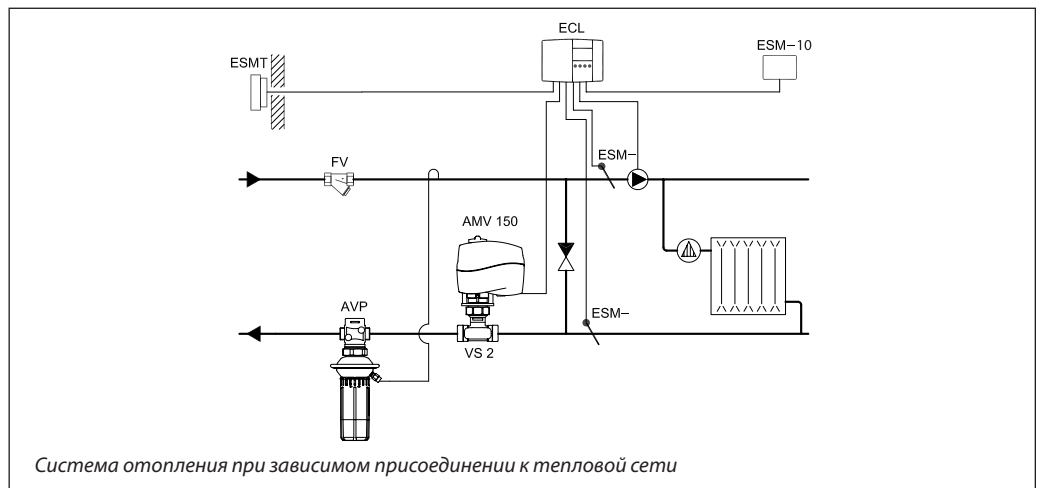 ECL
ESM-10
ESMT
ESM-
FV
AMV 150
AVP
ESM-
VS 2
Система отопления при зависимом присоединении к тепловой сети